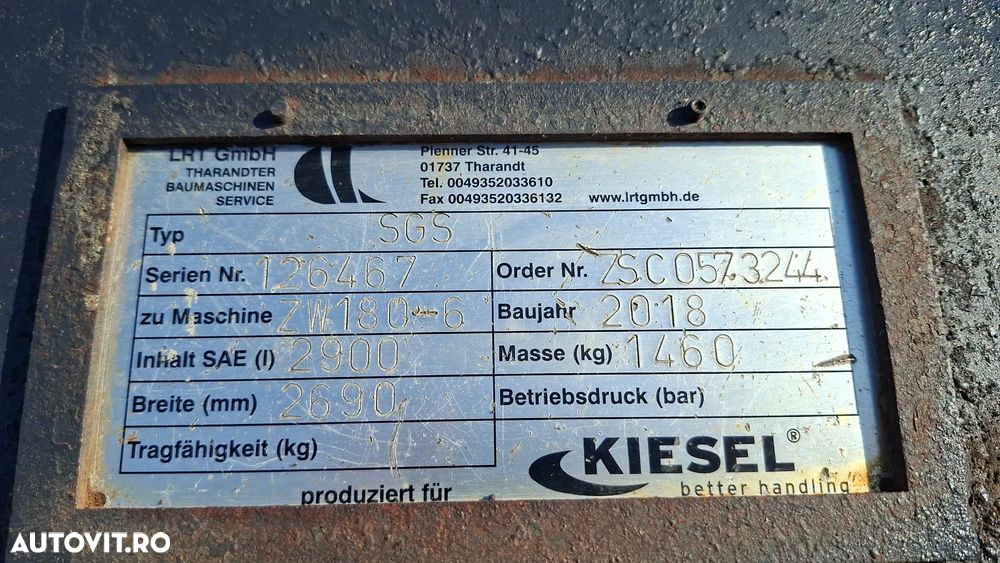 LRT GmbH
THARANDTER
BAUMASCHINEN
SERVICE
Pienner Str. 41-45
01737 Tharandt
Tel. 0049352033610
Fax 00493520336132
www.lrtgmbh.de
Typ SGS
Serien Nr. 126467
Order Nr. ZSC0573244
zu Maschine ZW180-6
Baujahr 2018
Inhalt SAE (l) 2900
Masse (kg) 1460
Breite (mm) 2690
Betriebsdruck (bar)
Tragfähigkeit (kg)
produziert für
KIESEL®
better handling
AUTOVIT.RO